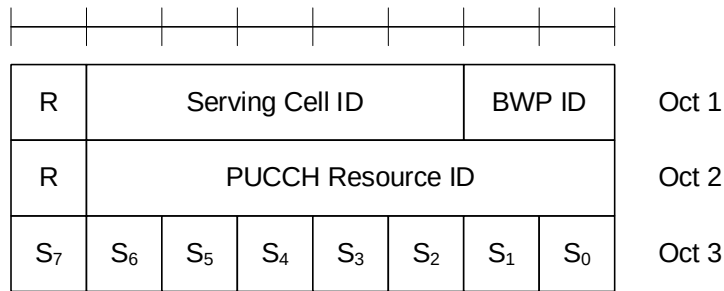 R Serving Cell ID BWP ID Oct 1
R PUCCH Resource ID Oct 2
S₇ S₆ S₅ S₄ S₃ S₂ S₁ S₀ Oct 3